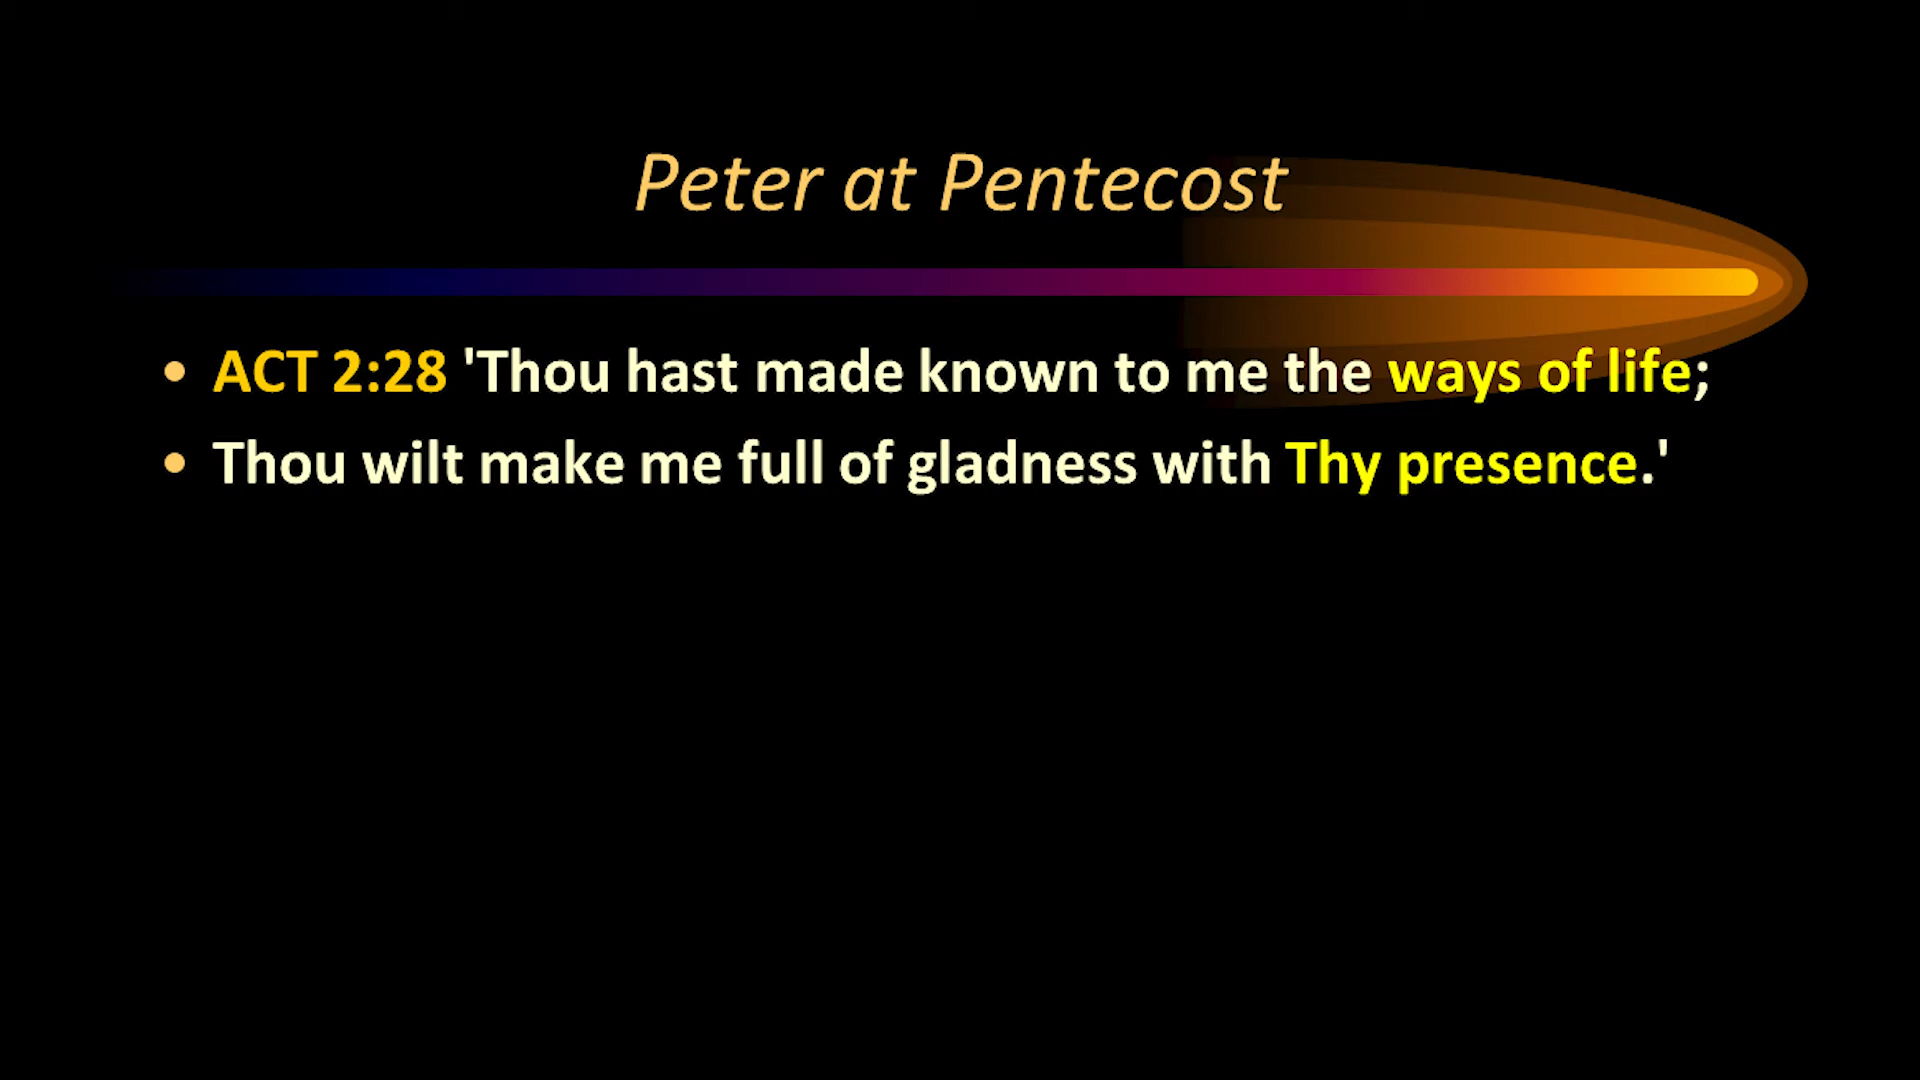 Peter at Pentecost
• ACT 2:28 'Thou hast made known to me the ways of life;
• Thou wilt make me full of gladness with Thy presence.'